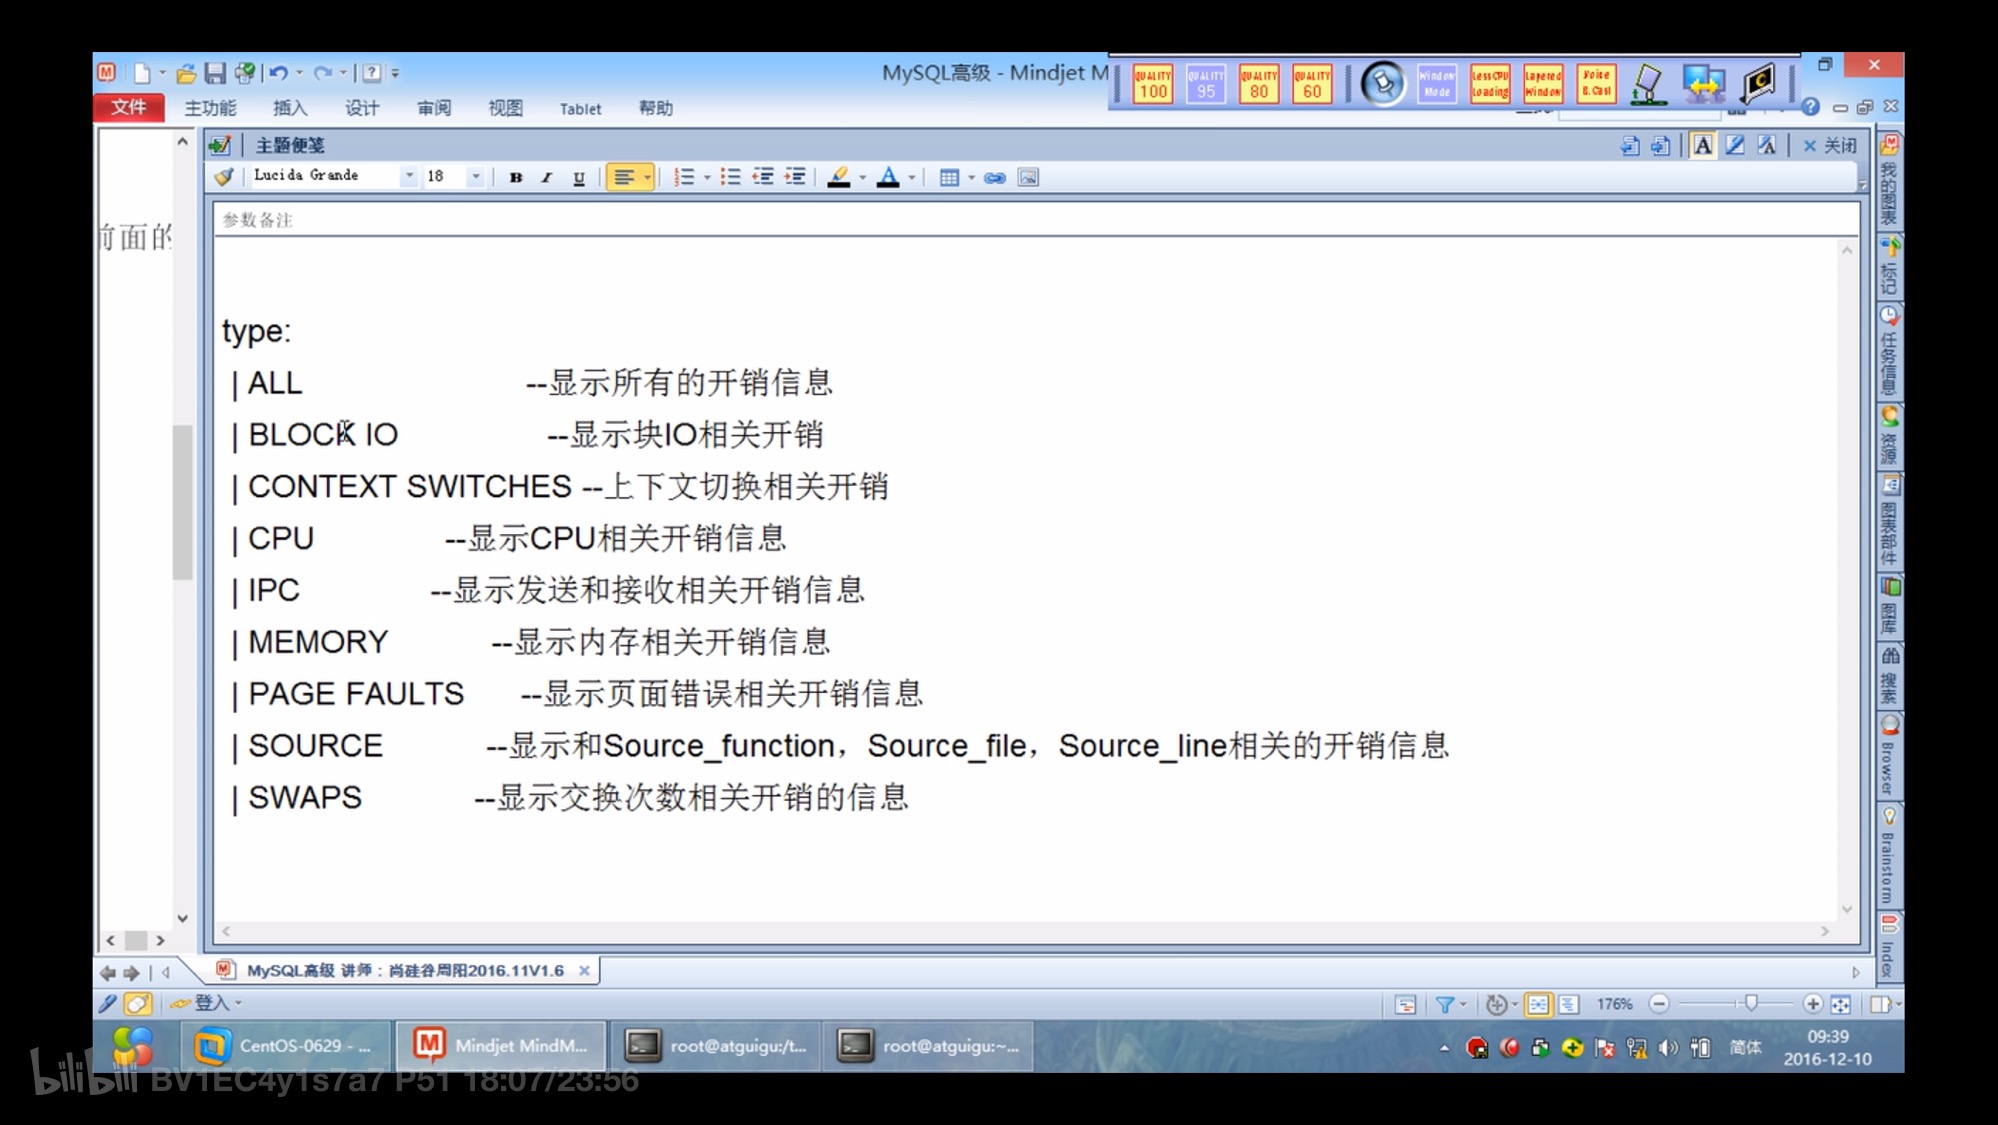 MySQL高级 - Mindjet M
QUALITY 100
QUALITY 95
QUALITY 80
QUALITY 60
Window Mode
LessCPU Loading
Layered Window
Voice B.Cast
文件 主功能 插入 设计 审阅 视图 Tablet 帮助
主题便笺
关闭
Lucida Grande 18 B I U
参数备注
前面的
type:
| ALL --显示所有的开销信息
| BLOCK IO --显示块IO相关开销
| CONTEXT SWITCHES --上下文切换相关开销
| CPU --显示CPU相关开销信息
| IPC --显示发送和接收相关开销信息
| MEMORY --显示内存相关开销信息
| PAGE FAULTS --显示页面错误相关开销信息
| SOURCE --显示和Source_function，Source_file，Source_line相关的开销信息
| SWAPS --显示交换次数相关开销的信息
我的图表
标记
任务信息
资源
图表部件
图库
搜索
Browser
Brainstorm
Index
MySQL高级 讲师：尚硅谷周阳2016.11V1.6
登入
176%
CentOS-0629 - ...
Mindjet MindM...
root@atguigu:/t...
root@atguigu:~...
简体
09:39
2016-12-10
bilibili BV1EC4y1s7a7 P51 18:07/23:56